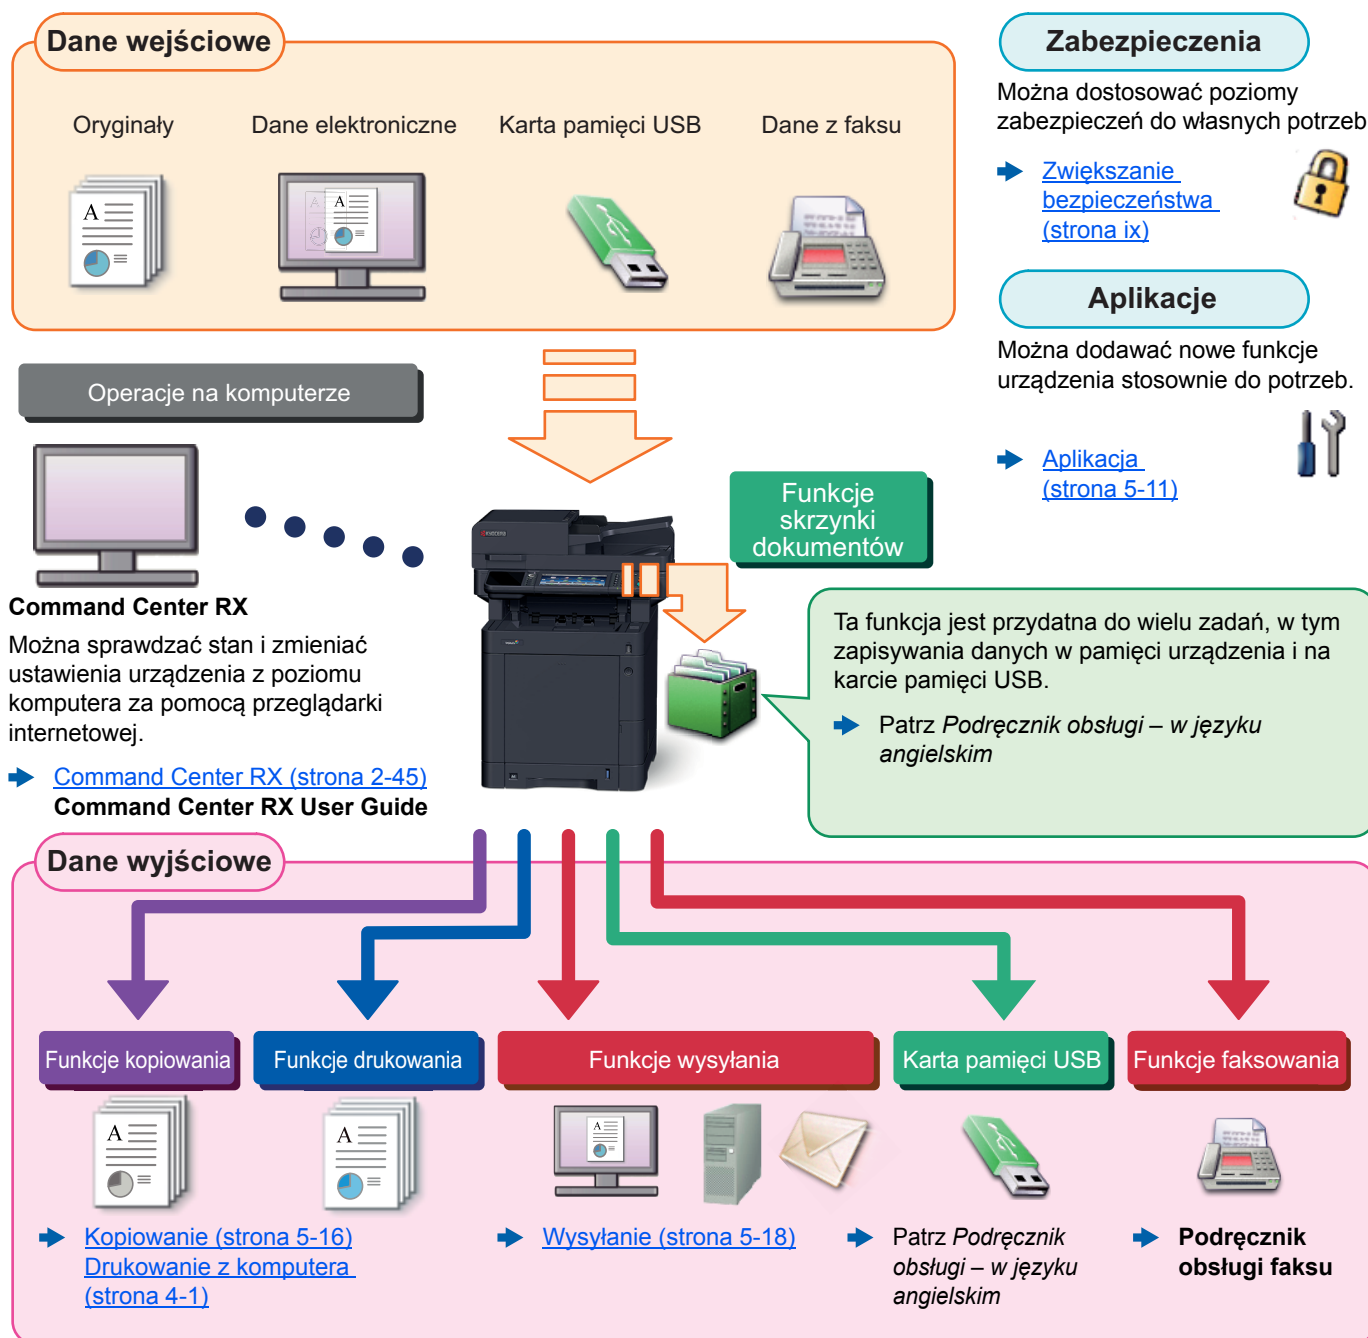 Dane wejściowe
Oryginały
Dane elektroniczne
Karta pamięci USB
Dane z faksu
Zabezpieczenia
Można dostosować poziomy
zabezpieczeń do własnych potrzeb
Zwiększanie
bezpieczeństwa
(strona ix)
Aplikacje
Można dodawać nowe funkcje
urządzenia stosownie do potrzeb.
Aplikacja
(strona 5-11)
Operacje na komputerze
Command Center RX
Można sprawdzać stan i zmieniać
ustawienia urządzenia z poziomu
komputera za pomocą przeglądarki
internetowej.
Command Center RX (strona 2-45)
Command Center RX User Guide
KYOCERA
Funkcje
skrzynki
dokumentów
Ta funkcja jest przydatna do wielu zadań, w tym
zapisywania danych w pamięci urządzenia i na
karcie pamięci USB.
Patrz Podręcznik obsługi – w języku
angielskim
Dane wyjściowe
Funkcje kopiowania
Funkcje drukowania
Funkcje wysyłania
Karta pamięci USB
Funkcje faksowania
Kopiowanie (strona 5-16)
Drukowanie z komputera
(strona 4-1)
Wysyłanie (strona 5-18)
Patrz Podręcznik
obsługi – w języku
angielskim
Podręcznik
obsługi faksu